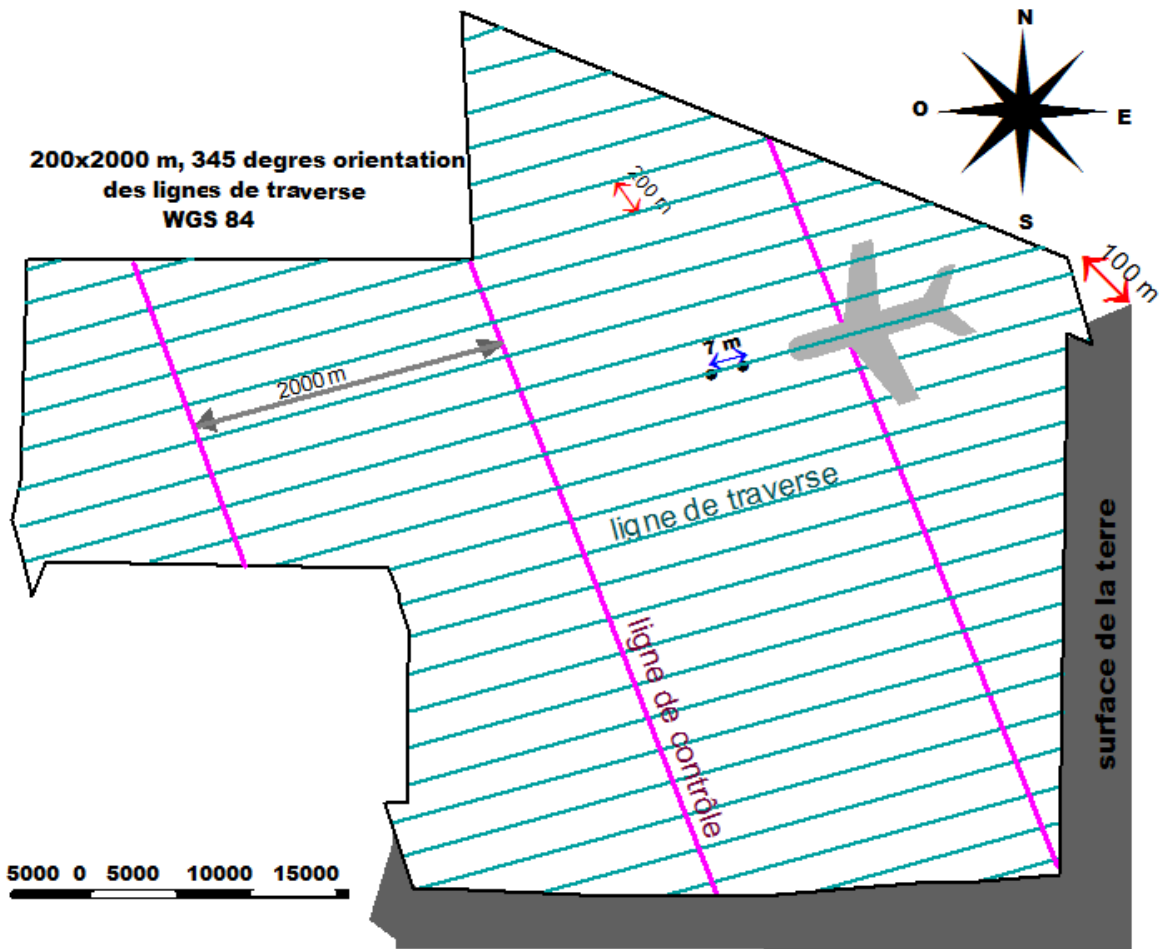 N
O
E
S
200x2000 m, 345 degres orientation
des lignes de traverse
WGS 84
200 m
100 m
7 m
2000 m
ligne de traverse
ligne de contrôle
surface de la terre
5000 0 5000 10000 15000